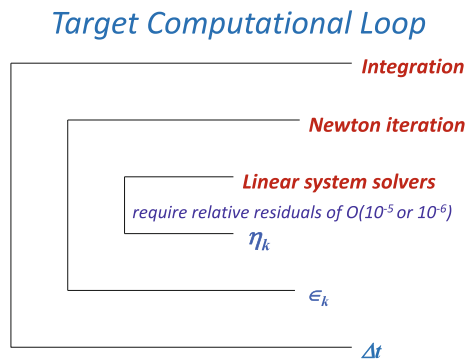 Target Computational Loop
Integration
Newton iteration
Linear system solvers
require relative residuals of O(10⁻⁵ or 10⁻⁶)
ηₖ
∈ₖ
Δt